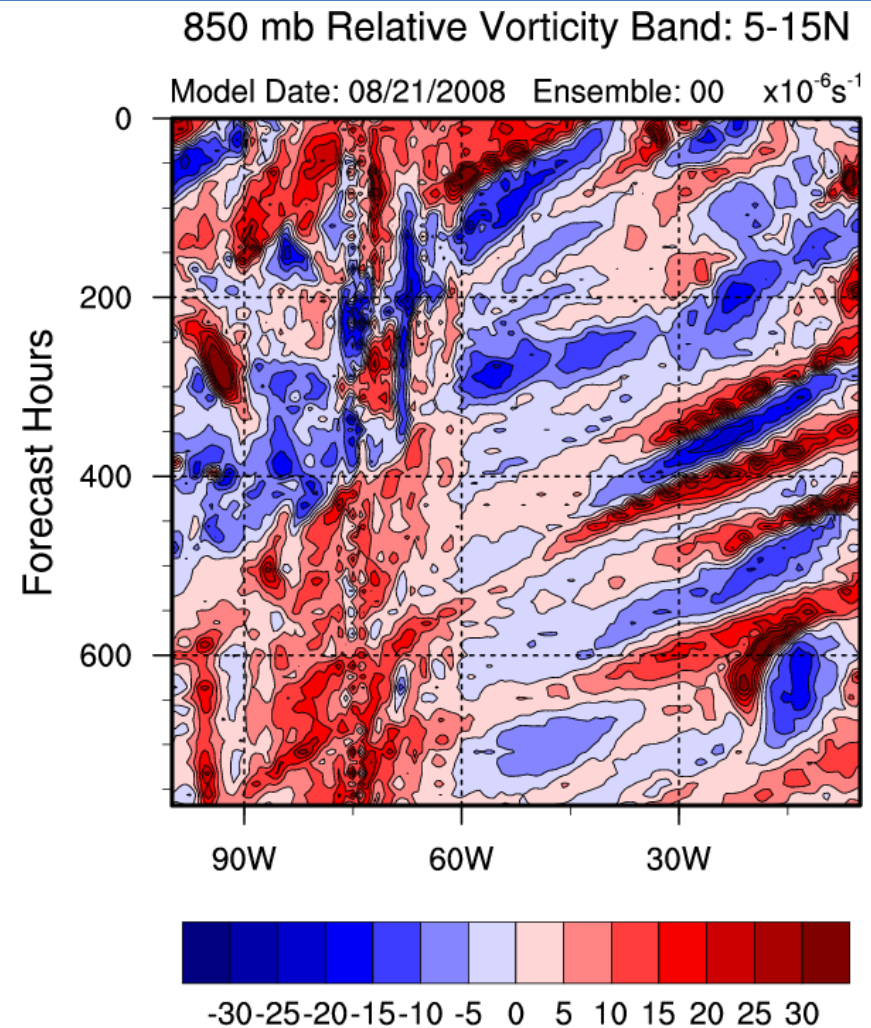 850 mb Relative Vorticity Band: 5-15N
Model Date: 08/21/2008 Ensemble: 00 x10⁻⁶s⁻¹
0
200
400
600
Forecast Hours
90W 60W 30W
-30 -25 -20 -15 -10 -5 0 5 10 15 20 25 30